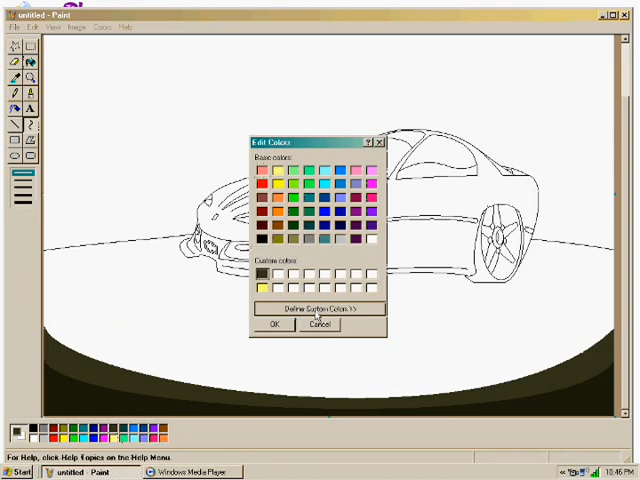 untitled - Paint
File Edit View Image Colors Help
A
Edit Colors
Basic colors:
Custom colors:
Define Custom Colors >>
OK Cancel
For Help, click Help Topics on the Help Menu.
Start untitled - Paint Windows Media Player 10:46 PM